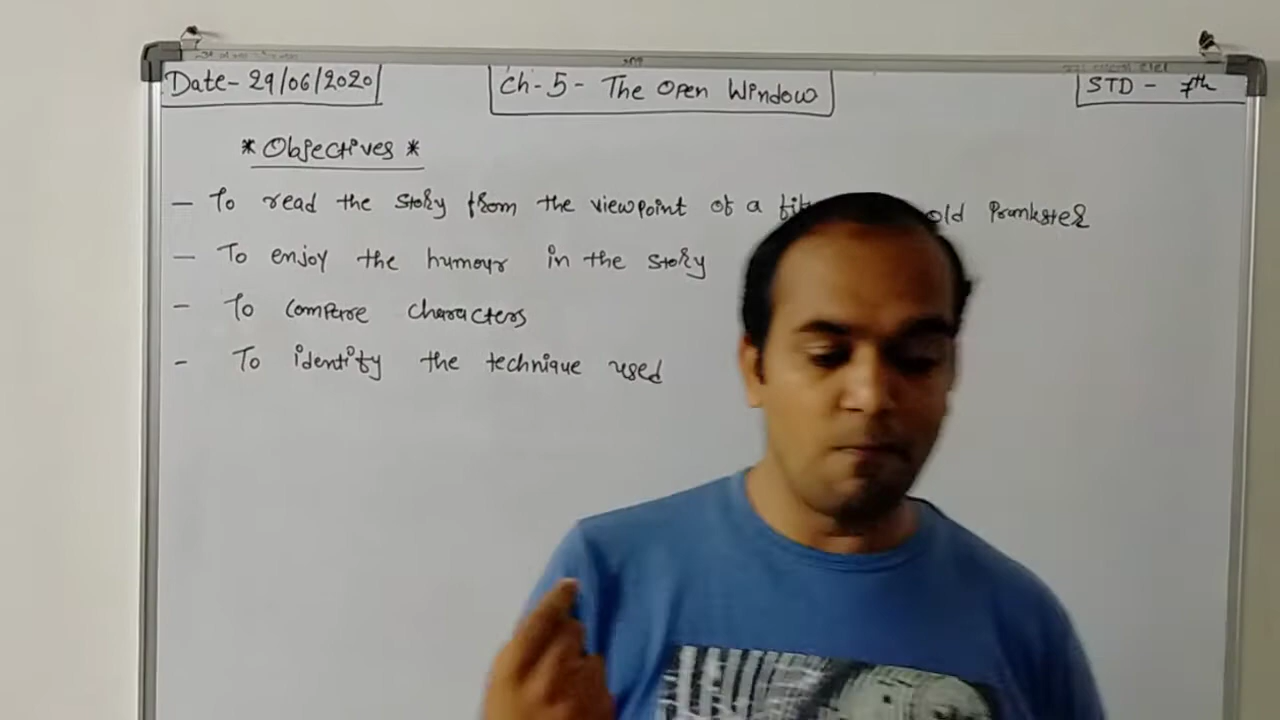 Date- 29/06/2020
Ch-5- The Open Window
STD - 7th
* Objectives *
- To read the story from the viewpoint of a old Prankster
- To enjoy the humour in the story
- To compare characters
- To identify the technique used